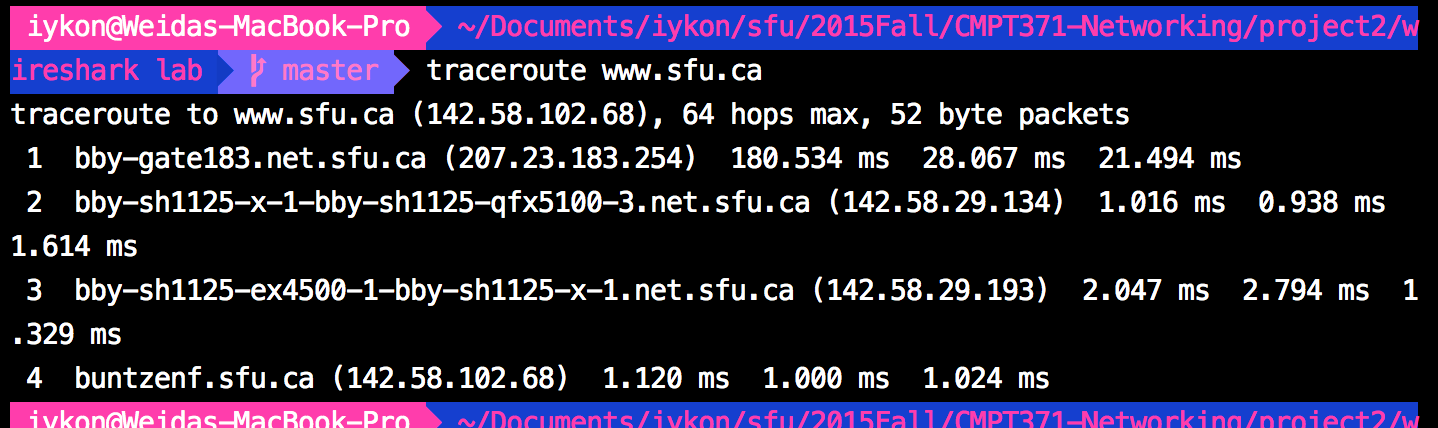 iykon@Weidas-MacBook-Pro ~/Documents/iykon/sfu/2015Fall/CMPT371-Networking/project2/w
ireshark lab master traceroute www.sfu.ca
traceroute to www.sfu.ca (142.58.102.68), 64 hops max, 52 byte packets
1 bby-gate183.net.sfu.ca (207.23.183.254) 180.534 ms 28.067 ms 21.494 ms
2 bby-sh1125-x-1-bby-sh1125-qfx5100-3.net.sfu.ca (142.58.29.134) 1.016 ms 0.938 ms
1.614 ms
3 bby-sh1125-ex4500-1-bby-sh1125-x-1.net.sfu.ca (142.58.29.193) 2.047 ms 2.794 ms 1
.329 ms
4 buntzenf.sfu.ca (142.58.102.68) 1.120 ms 1.000 ms 1.024 ms
iykon@Weidas-MacBook-Pro ~/Documents/iykon/sfu/2015Fall/CMPT371-Networking/project2/w